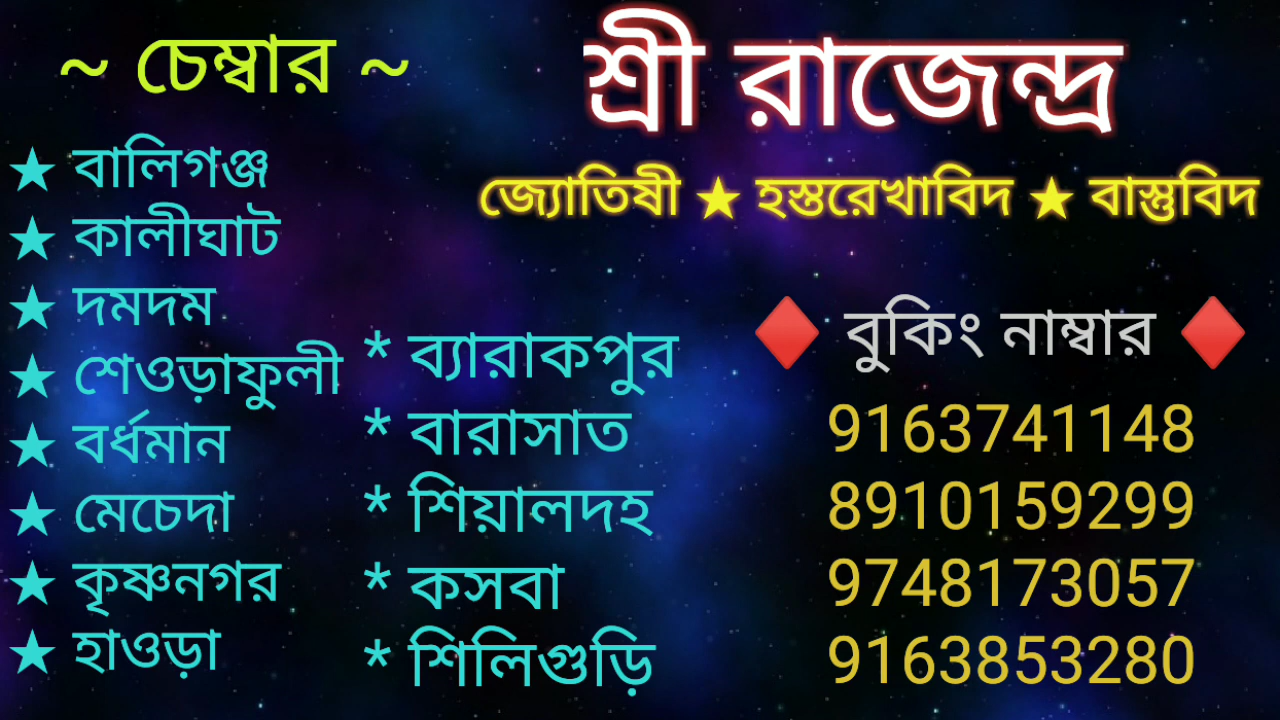 ~ চেম্বার ~
★ বালিগঞ্জ
★ কালীঘাট
★ দমদম
★ শেওড়াফুলী
★ বর্ধমান
★ মেচেদা
★ কৃষ্ণনগর
★ হাওড়া
* ব্যারাকপুর
* বারাসাত
* শিয়ালদহ
* কসবা
* শিলিগুড়ি
শ্রী রাজেন্দ্র
জ্যোতিষী ★ হস্তরেখাবিদ ★ বাস্তুবিদ
♦ বুকিং নাম্বার ♦
9163741148
8910159299
9748173057
9163853280